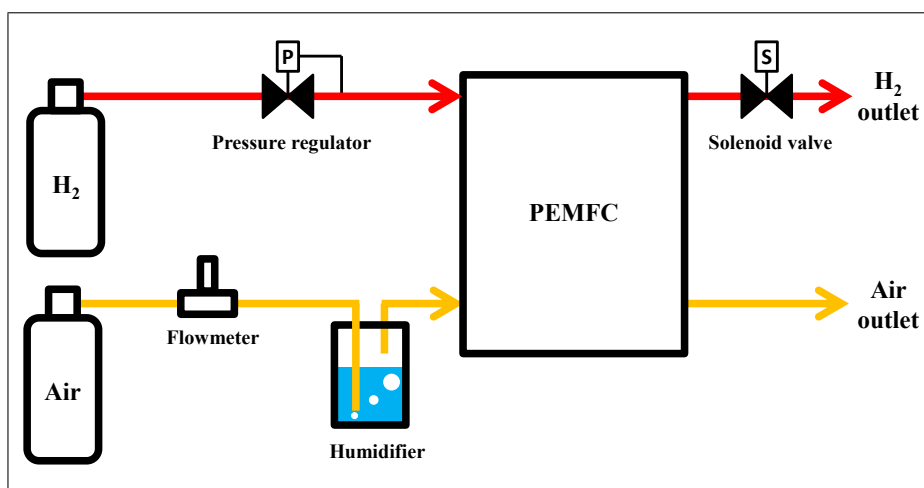 P
S
H₂
outlet
Pressure regulator
Solenoid valve
H₂
PEMFC
Air
outlet
Flowmeter
Air
Humidifier